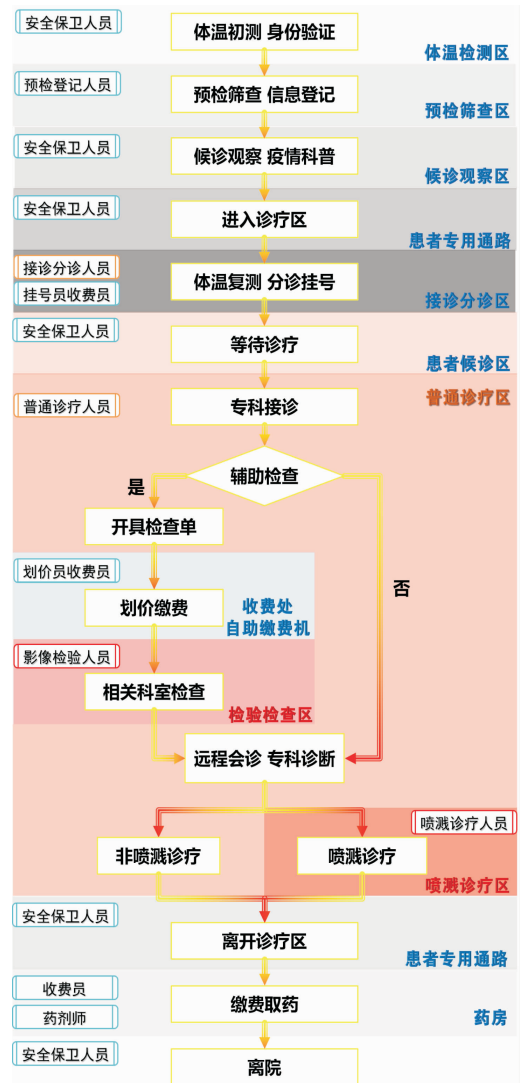 安全保卫人员
体温初测 身份验证
体温检测区
预检登记人员
预检筛查 信息登记
预检筛查区
安全保卫人员
候诊观察 疫情科普
候诊观察区
安全保卫人员
进入诊疗区
患者专用通路
接诊分诊人员
挂号员收费员
体温复测 分诊挂号
接诊分诊区
安全保卫人员
等待诊疗
患者候诊区
普通诊疗区
普通诊疗人员
专科接诊
辅助检查
是
否
开具检查单
划价员收费员
划价缴费
收费处
自助缴费机
影像检验人员
相关科室检查
检验检查区
远程会诊 专科诊断
喷溅诊疗人员
非喷溅诊疗
喷溅诊疗
喷溅诊疗区
安全保卫人员
离开诊疗区
患者专用通路
收费员
药剂师
缴费取药
药房
安全保卫人员
离院